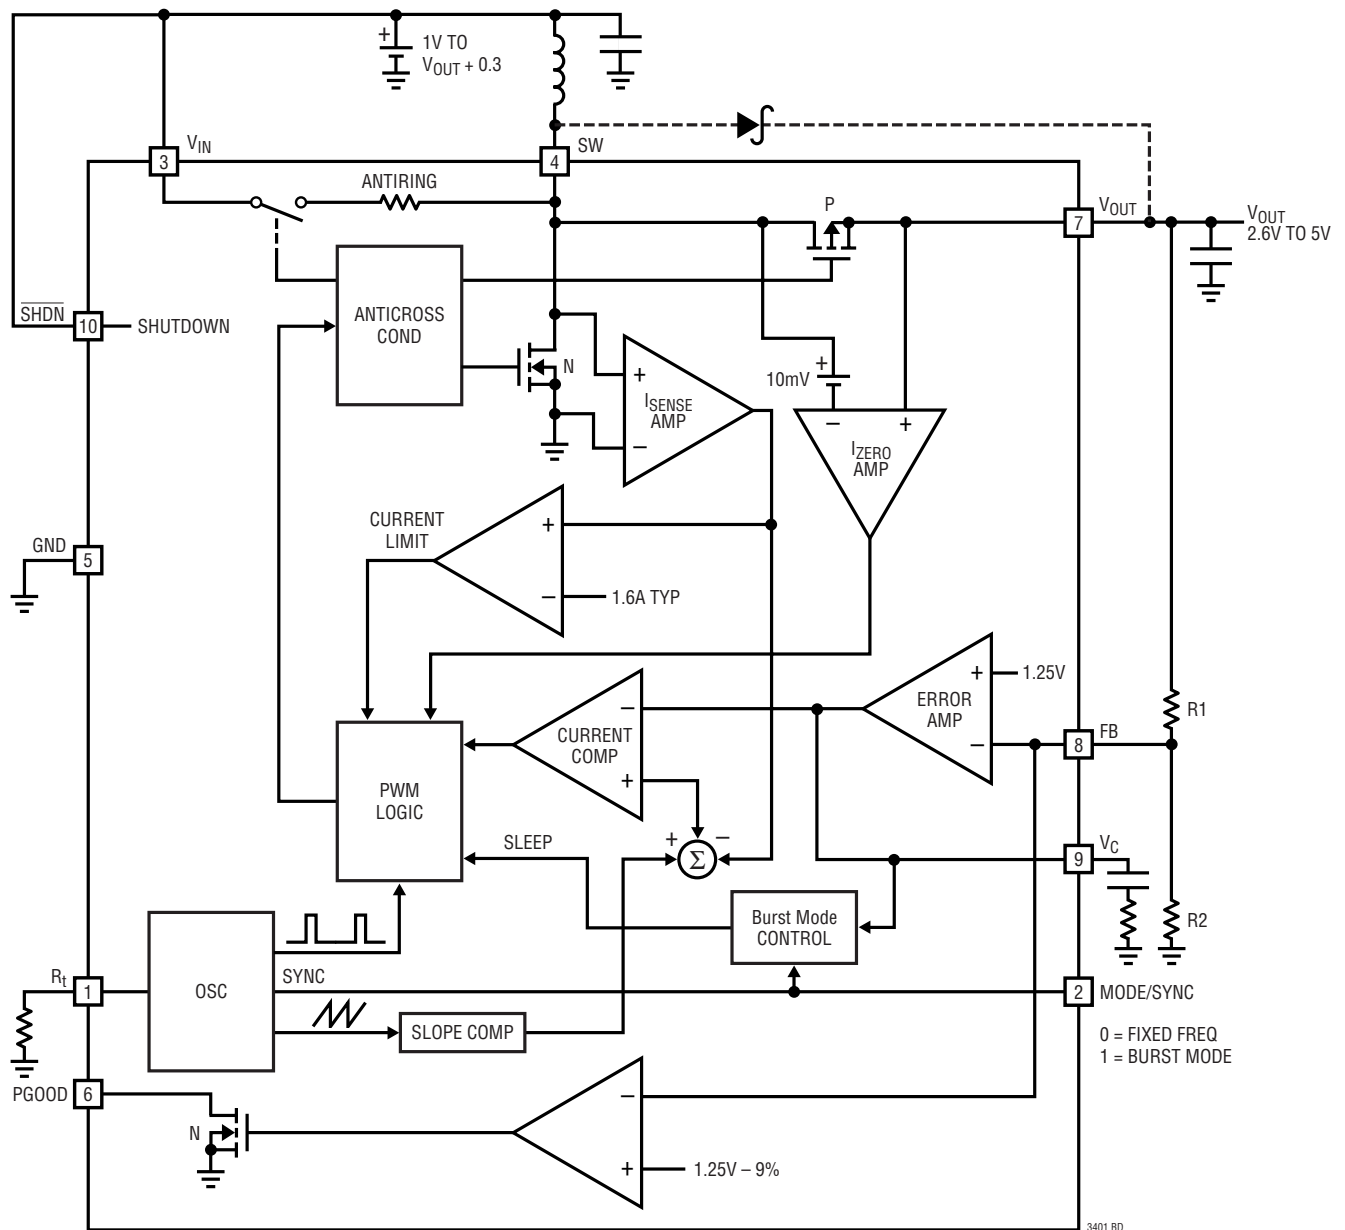 +
1V TO
VOUT + 0.3
VIN
3
4
SW
ANTIRING
P
VOUT
7
VOUT
2.6V TO 5V
SHDN
10
SHUTDOWN
ANTICROSS
COND
N
+
ISENSE
AMP
–
10mV
+
–
+
IZERO
AMP
CURRENT
LIMIT
+
–
1.6A TYP
GND
5
+
1.25V
ERROR
AMP
–
R1
FB
8
–
CURRENT
COMP
+
PWM
LOGIC
SLEEP
+
–
Σ
VC
9
Burst Mode
CONTROL
R2
Rt
1
OSC
SYNC
2
MODE/SYNC
SLOPE COMP
0 = FIXED FREQ
1 = BURST MODE
PGOOD
6
N
–
+
1.25V – 9%
3401 BD